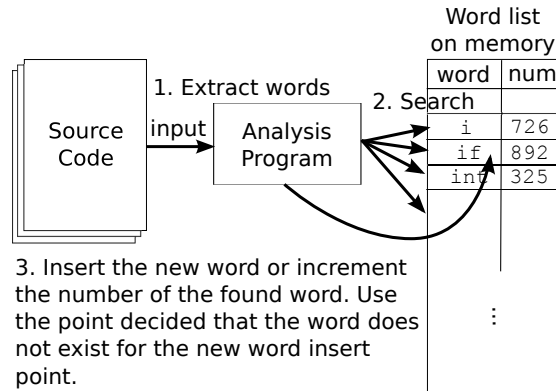 Word list
on memory
word num
1. Extract words
2. Search
Source
Code
input
Analysis
Program
i 726
if 892
int 325
3. Insert the new word or increment
the number of the found word. Use
the point decided that the word does
not exist for the new word insert
point.
⋮